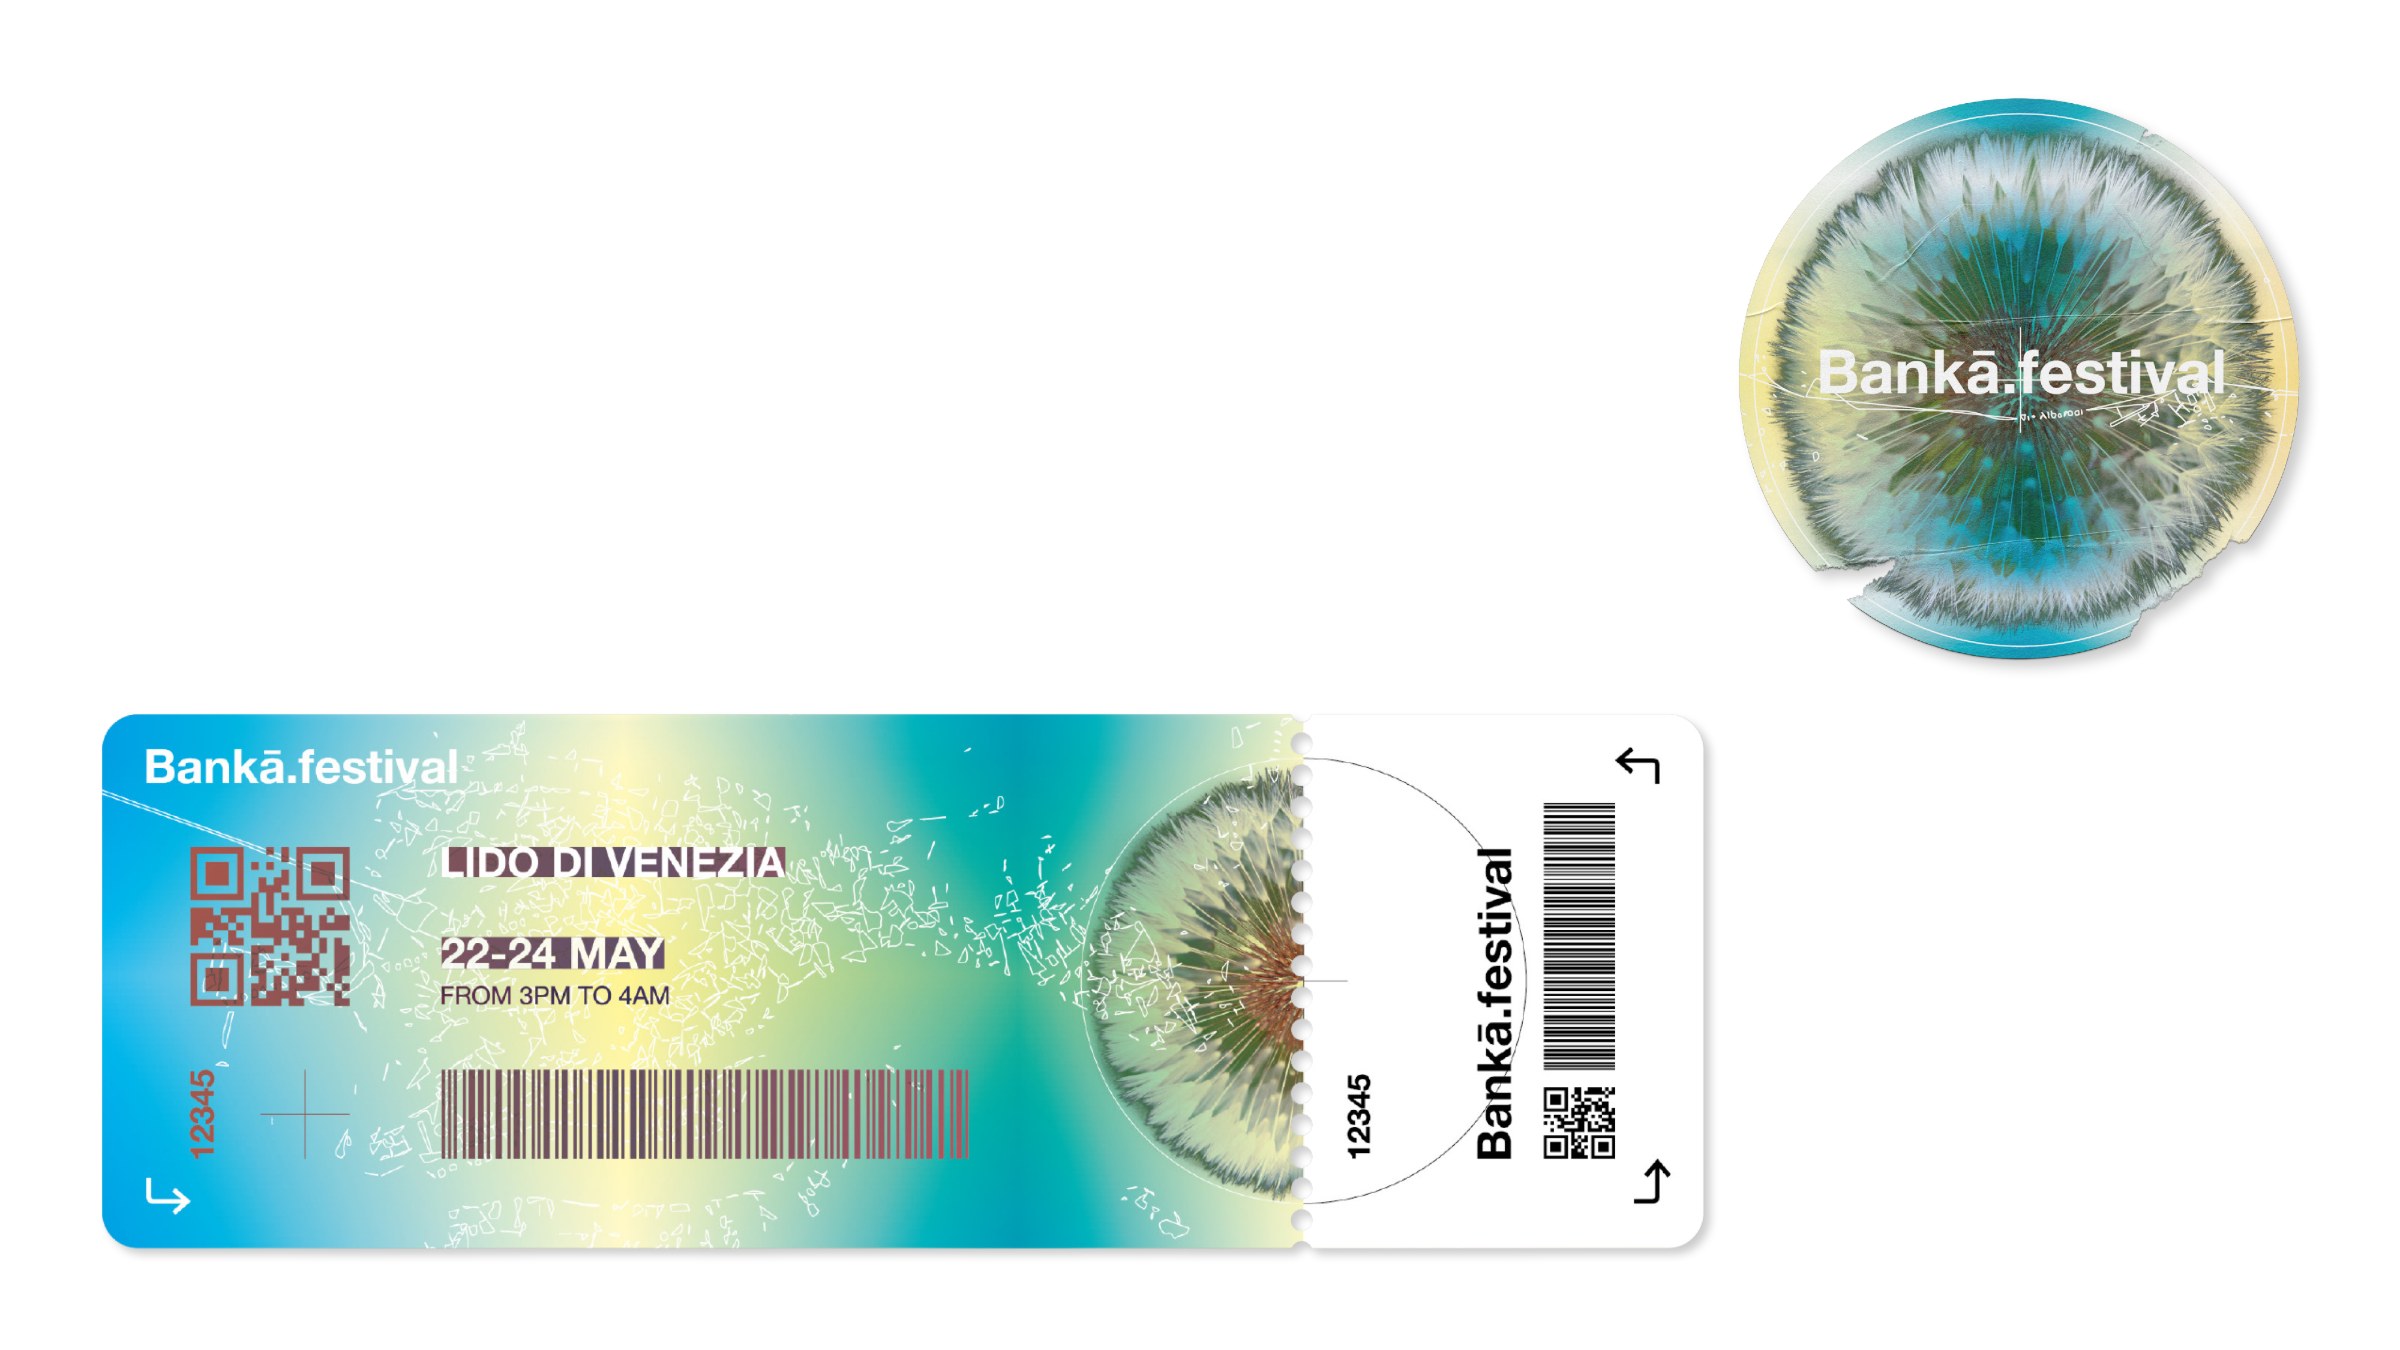 Bankā.festival
Bankā.festival
LIDO DI VENEZIA
22-24 MAY
FROM 3PM TO 4AM
12345
12345
Bankā.festival